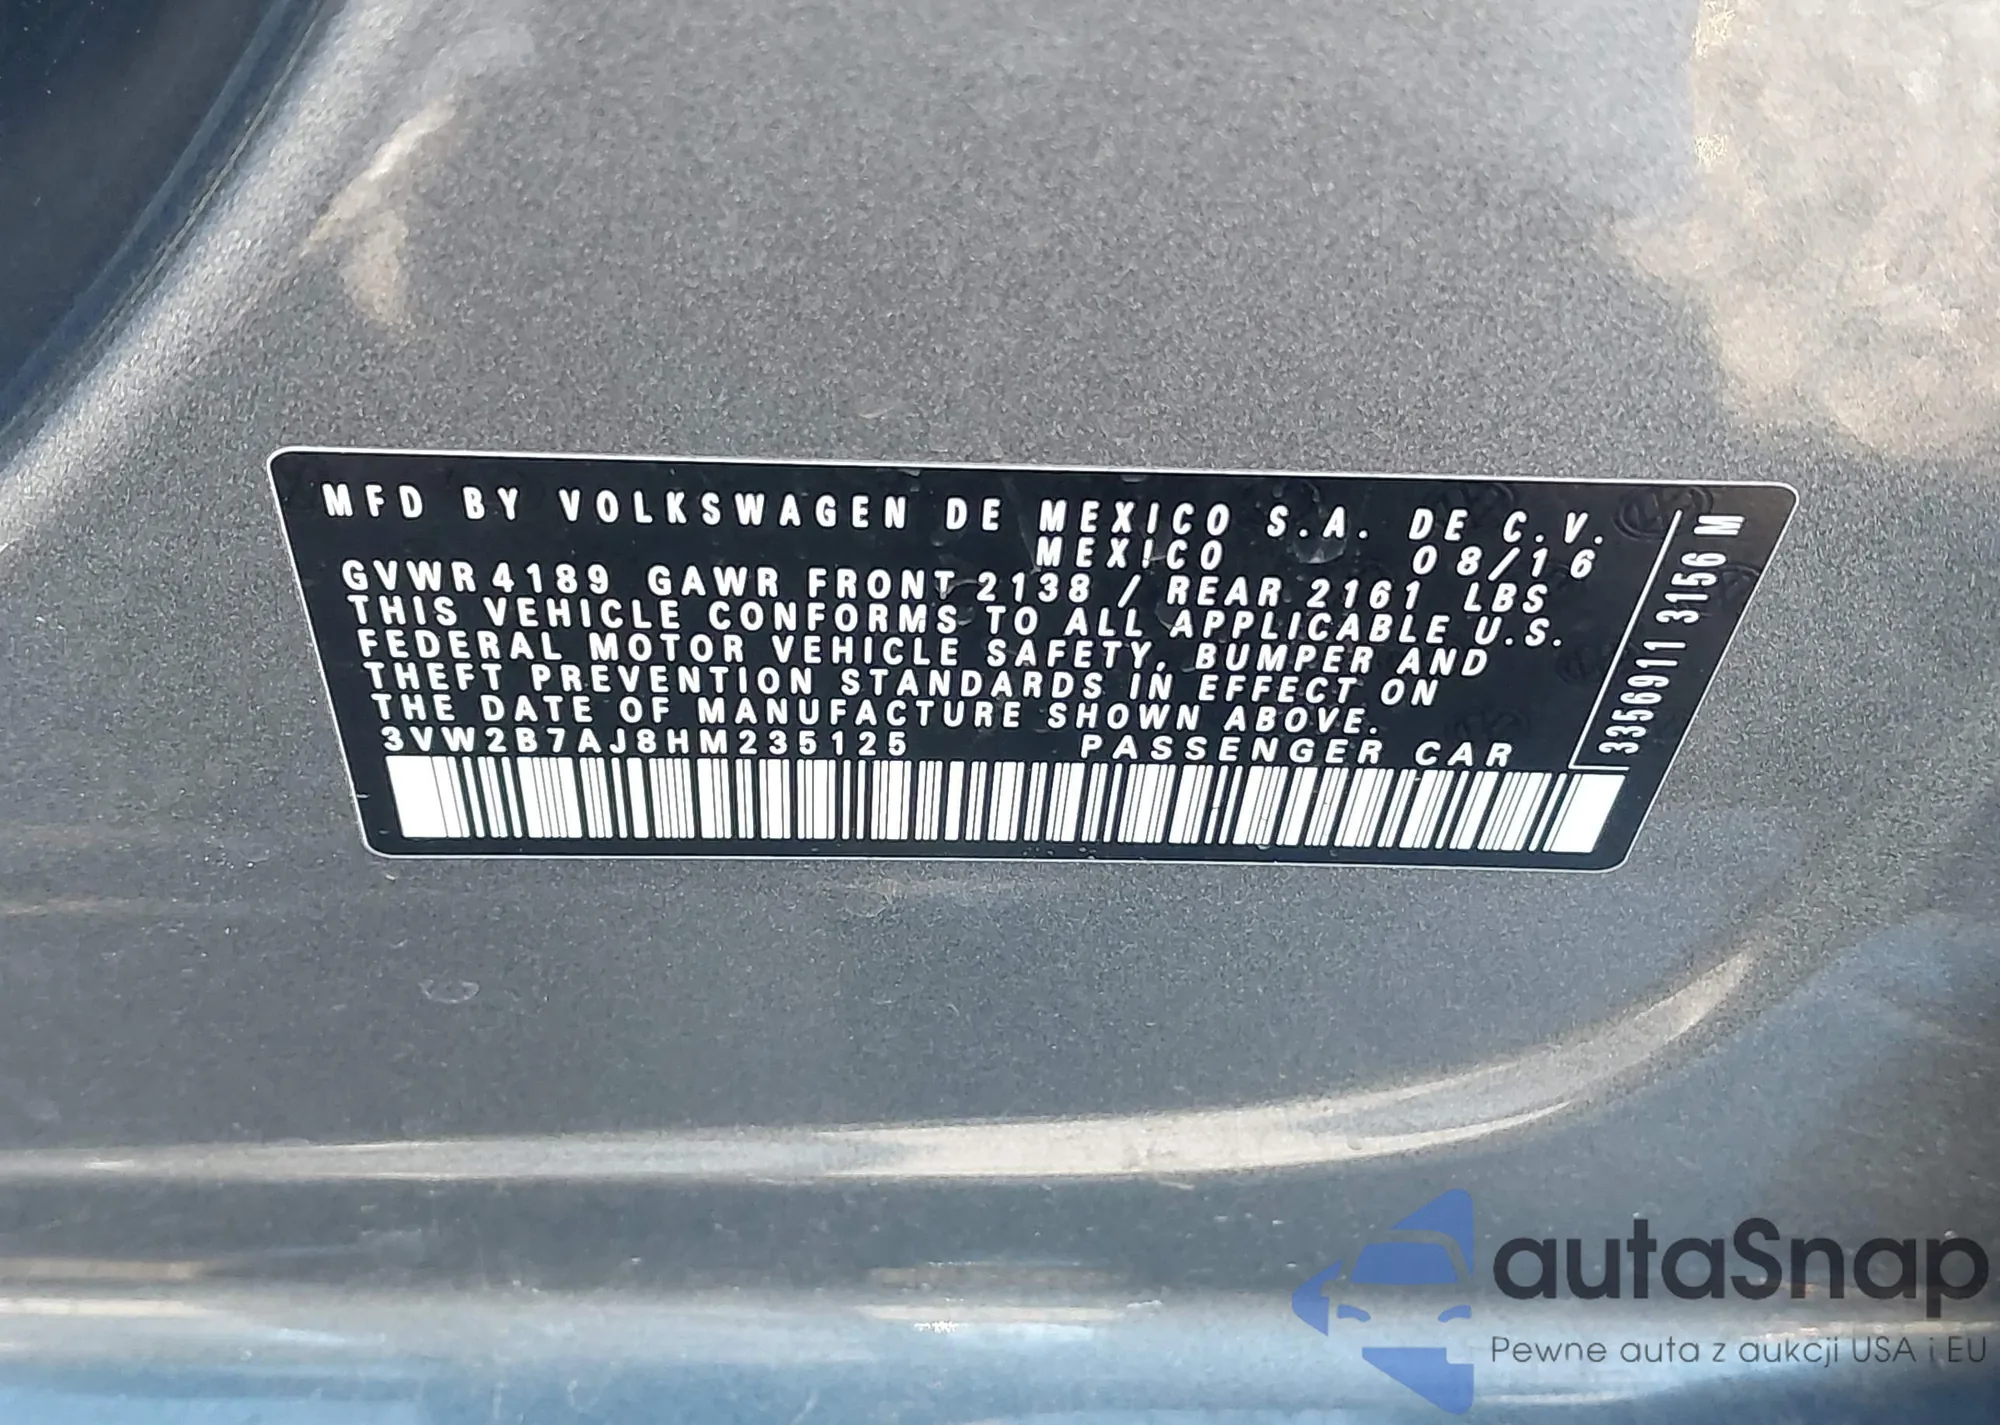 MFD BY VOLKSWAGEN DE MEXICO S.A. DE C.V.
MEXICO 08/16
GVWR 4189 GAWR FRONT 2138 / REAR 2161 LBS
THIS VEHICLE CONFORMS TO ALL APPLICABLE U.S.
FEDERAL MOTOR VEHICLE SAFETY, BUMPER AND
THEFT PREVENTION STANDARDS IN EFFECT ON
THE DATE OF MANUFACTURE SHOWN ABOVE.
3VW2B7AJ8HM235125 PASSENGER CAR
3356911 3156 M
autaSnap
Pewne auta z aukcji USA i EU